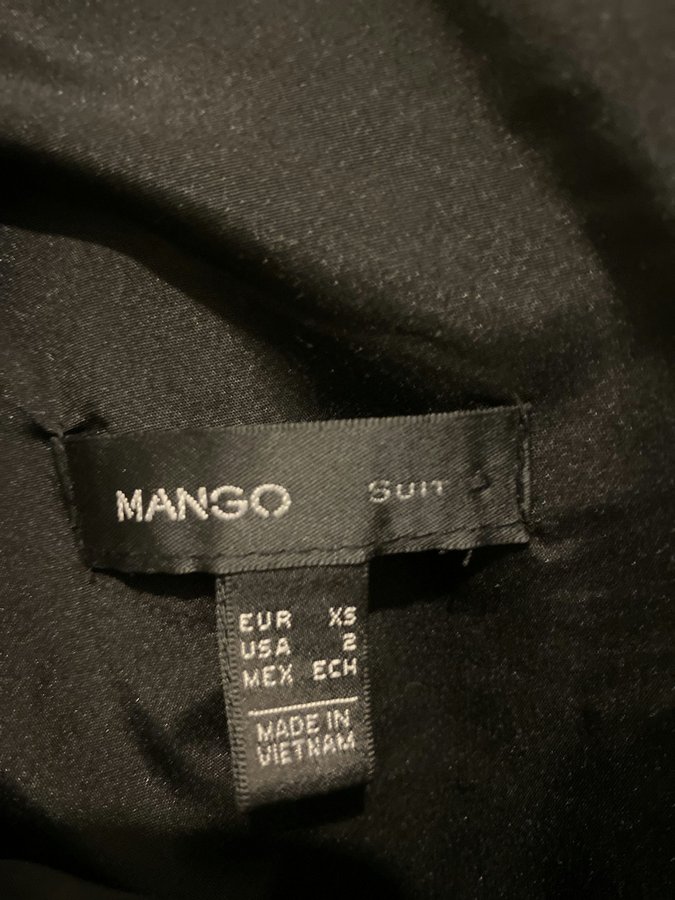 MANGO SUIT
EUR XS
USA 2
MEX ECH
MADE IN
VIETNAM